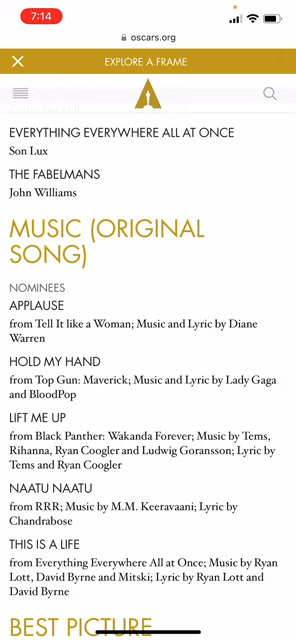 7:14
oscars.org
EXPLORE A.FRAME
EVERYTHING EVERYWHERE ALL AT ONCE
Son Lux
THE FABELMANS
John Williams
MUSIC (ORIGINAL
SONG)
NOMINEES
APPLAUSE
from Tell It like a Woman; Music and Lyric by Diane
Warren
HOLD MY HAND
from Top Gun: Maverick; Music and Lyric by Lady Gaga
and BloodPop
LIFT ME UP
from Black Panther: Wakanda Forever; Music by Tems,
Rihanna, Ryan Coogler and Ludwig Goransson; Lyric by
Tems and Ryan Coogler
NAATU NAATU
from RRR; Music by M.M. Keeravaani; Lyric by
Chandrabose
THIS IS A LIFE
from Everything Everywhere All at Once; Music by Ryan
Lott, David Byrne and Mitski; Lyric by Ryan Lott and
David Byrne
BEST PICTURE